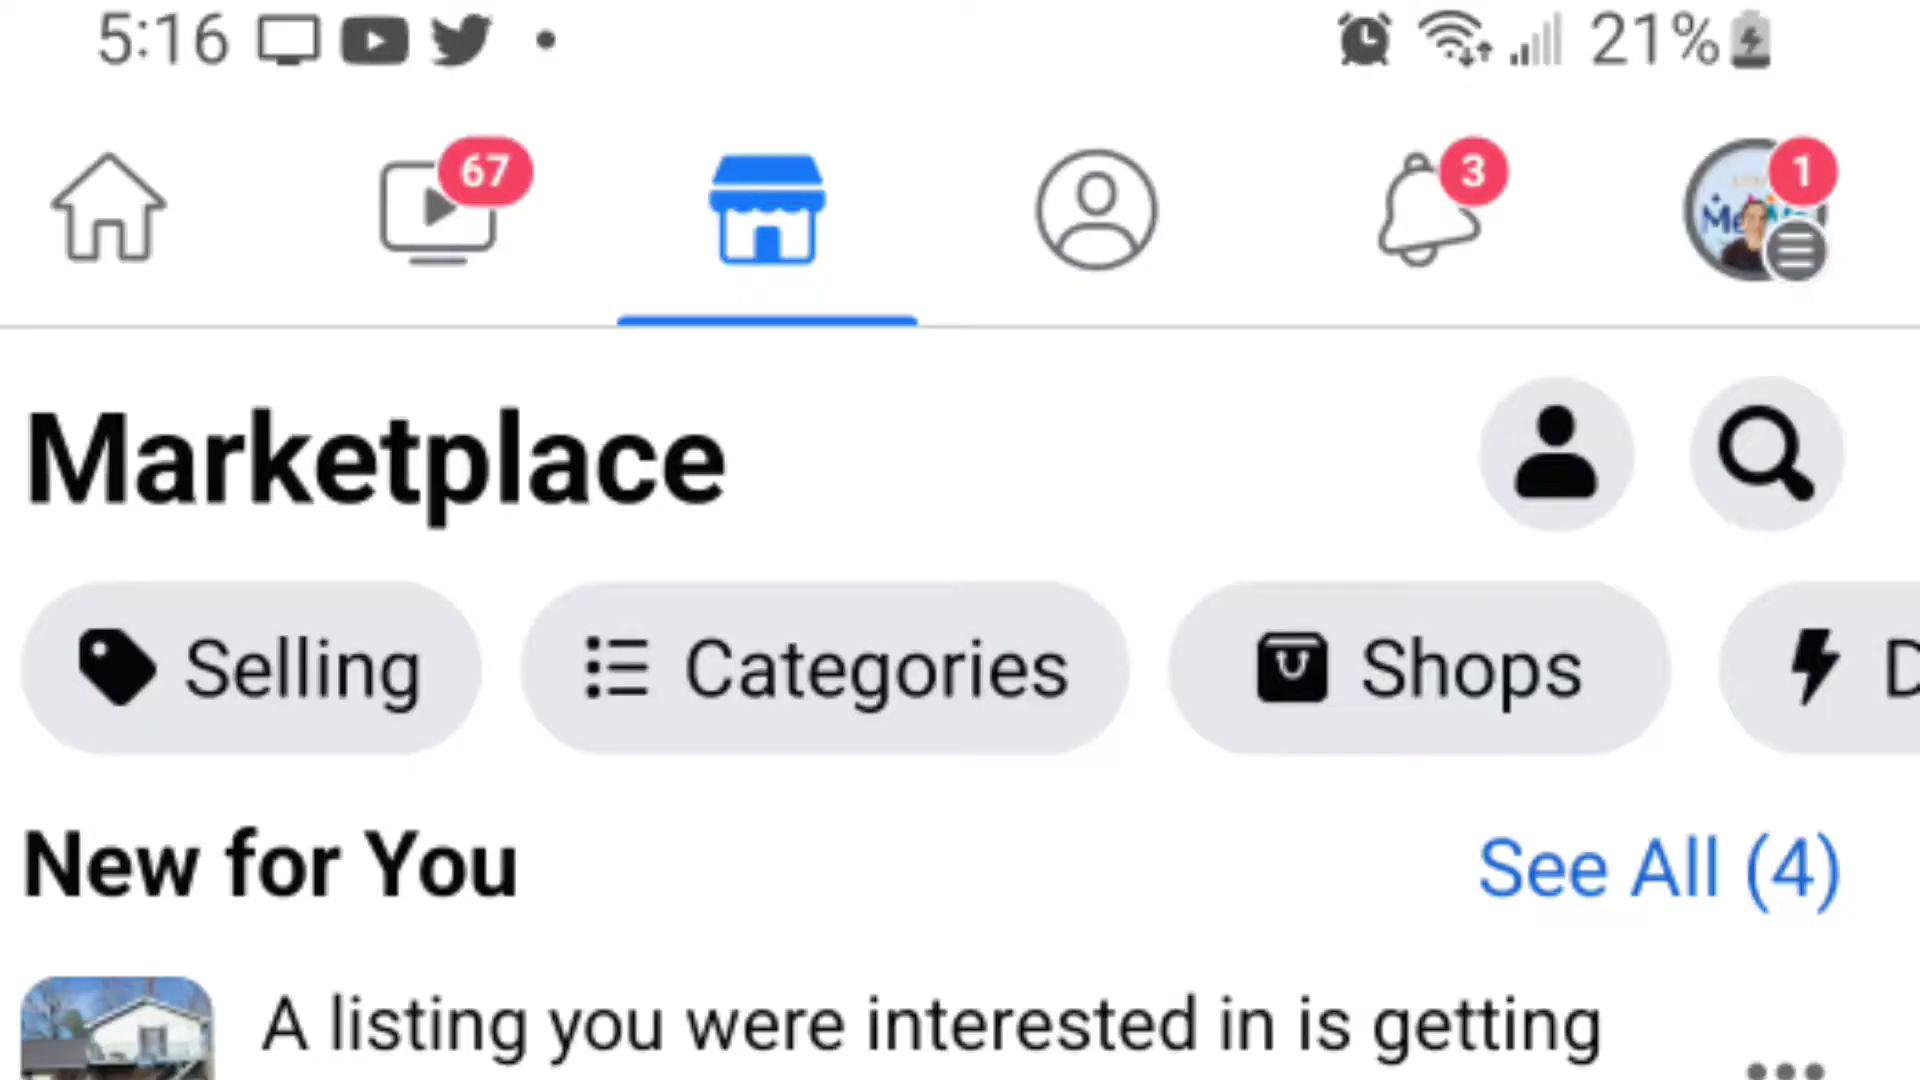 5:16 21%
67 3 1
Marketplace
Selling Categories Shops D
New for You See All (4)
A listing you were interested in is getting